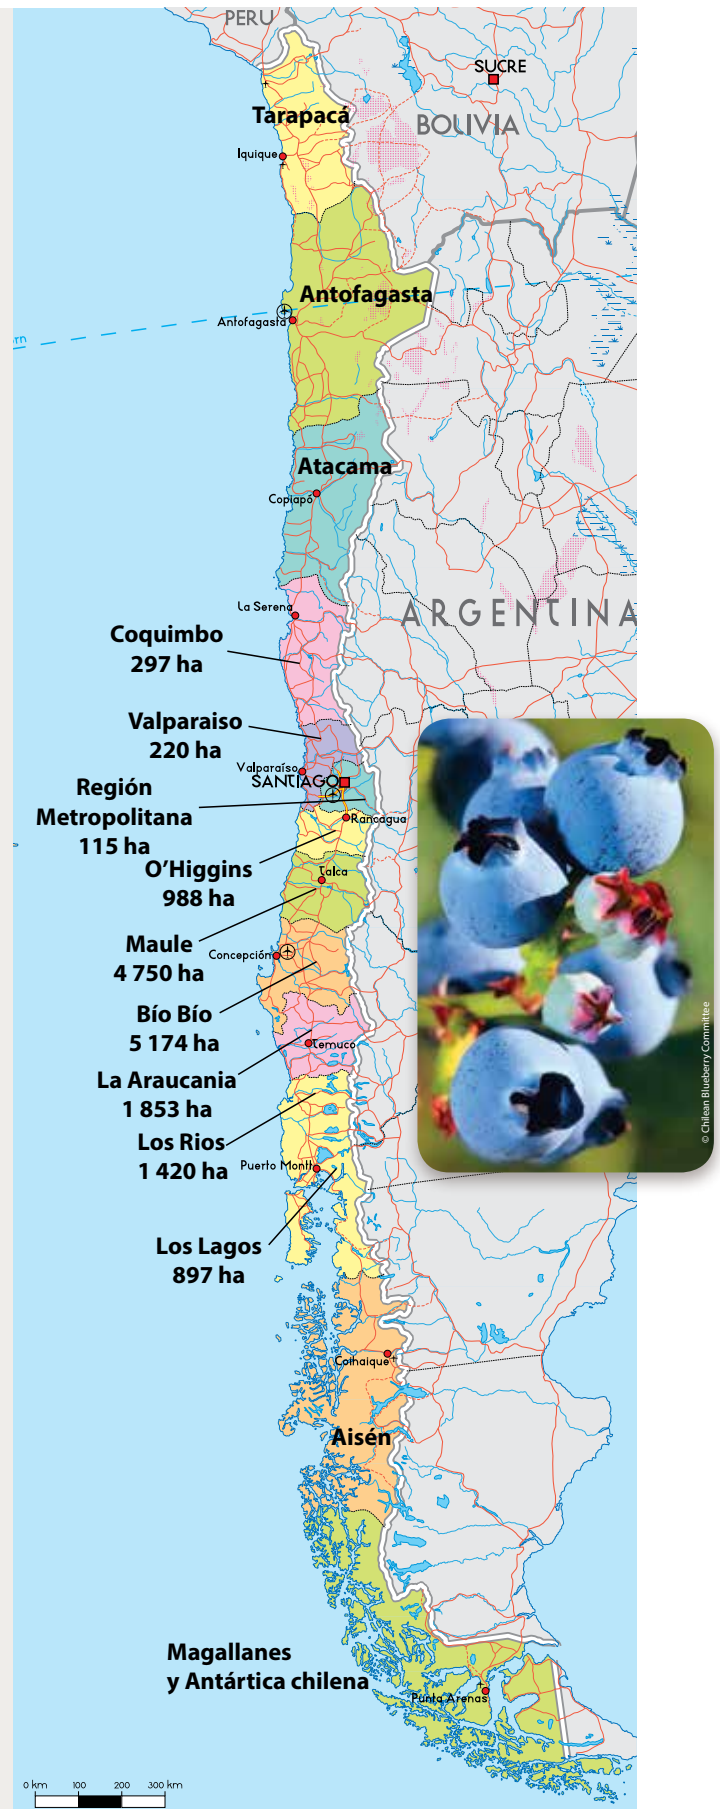 PERU
SUCRE
BOLIVIA
Tarapacá
Iquique
Antofagasta
Antofagasta
rn
Atacama
Copiapó
La Serena
ARGENTINA
Coquimbo
297 ha
Valparaiso
220 ha
Valparaíso
SANTIAGO
Región
Metropolitana
115 ha
Rancagua
O'Higgins
988 ha
Talca
Maule
4 750 ha
Concepción
Bío Bío
5 174 ha
Temuco
La Araucania
1 853 ha
Los Rios
1 420 ha
Puerto Montt
Los Lagos
897 ha
© Chilean Blueberry Committee
Coihaique
Aisén
Magallanes
y Antártica chilena
Punta Arenas
0 km 100 200 300 km